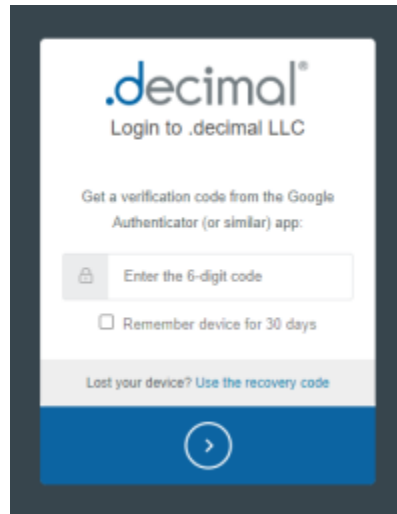 .decimal®
Login to .decimal LLC
Get a verification code from the Google
Authenticator (or similar) app:
Enter the 6-digit code
Remember device for 30 days
Lost your device? Use the recovery code